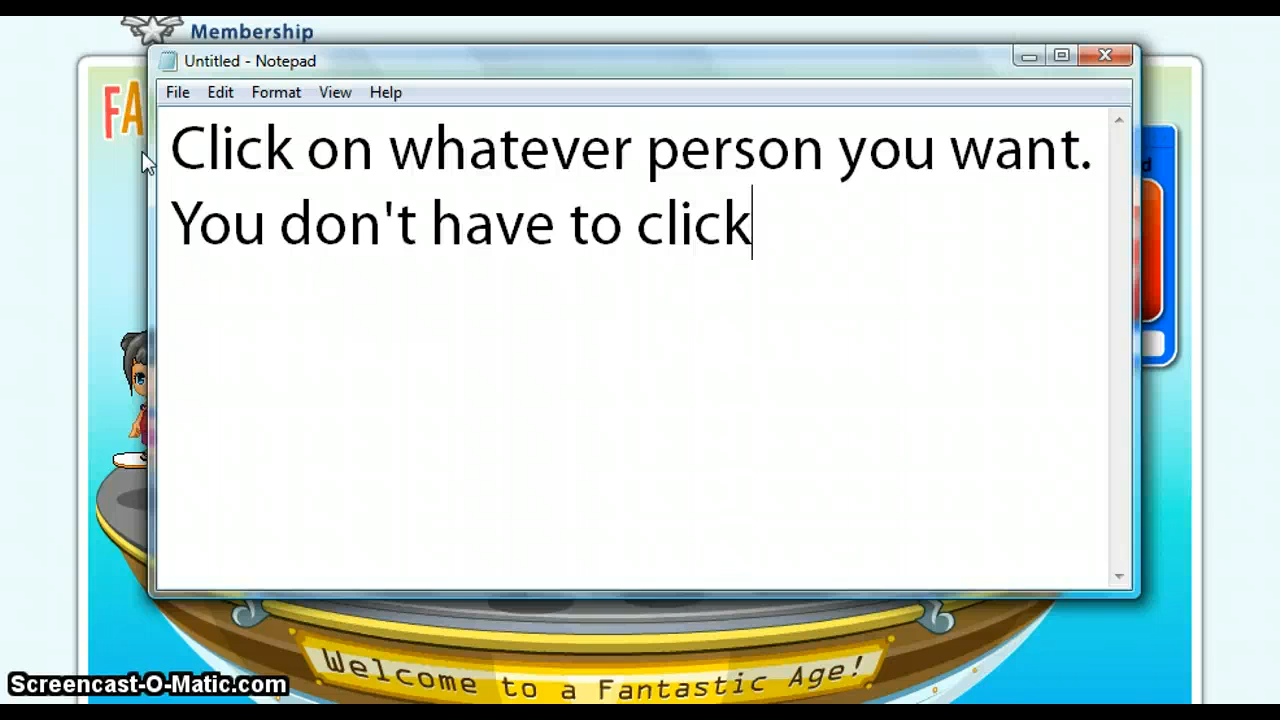 Membership
Untitled - Notepad
File Edit Format View Help
FA
Click on whatever person you want.
You don't have to click
d
Welcome to a Fantastic Age!
Screencast-O-Matic.com